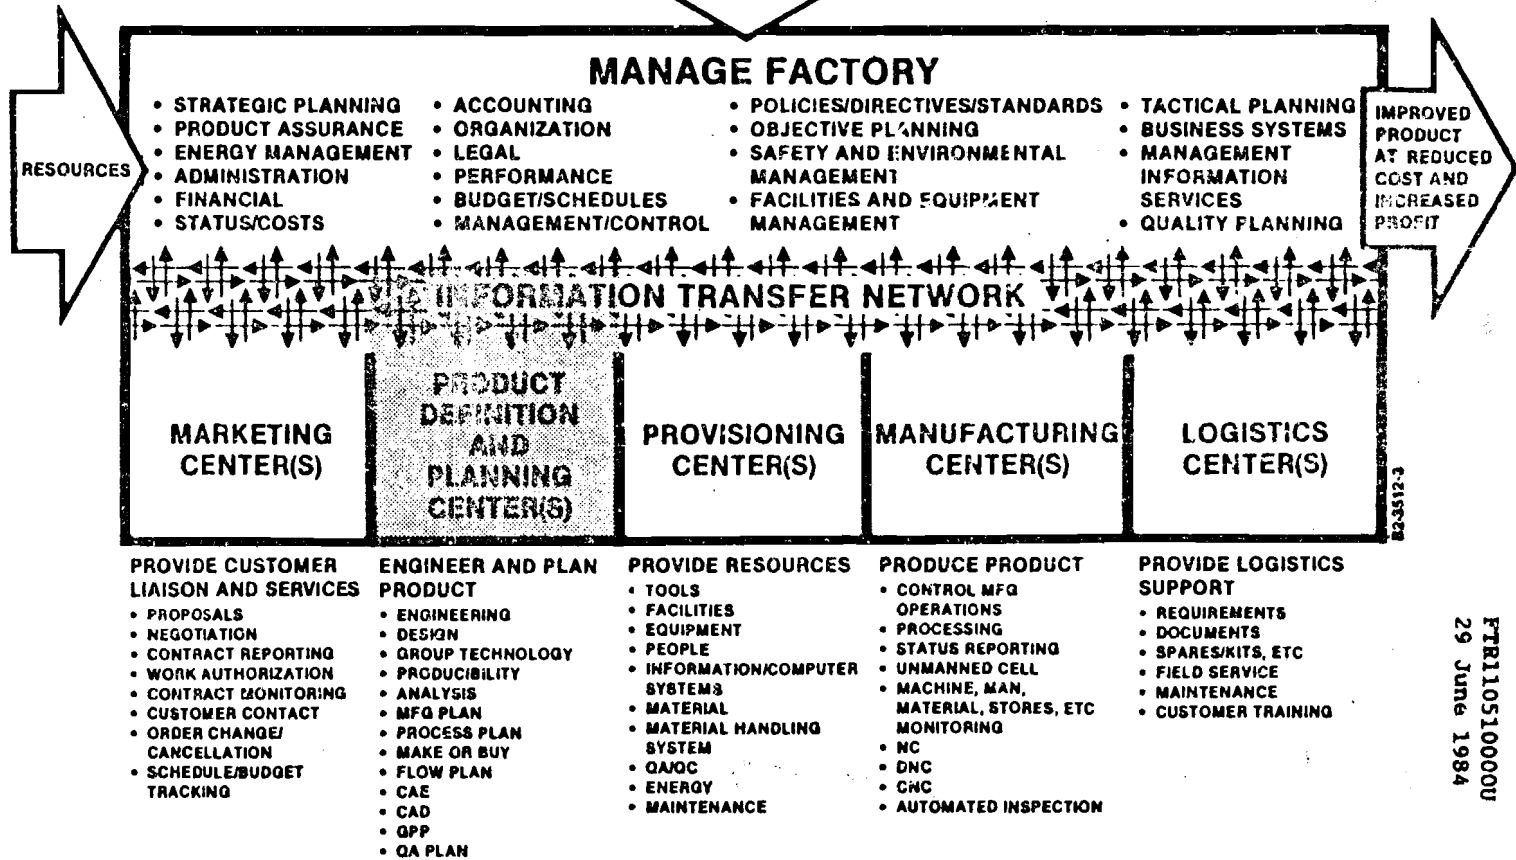 MANAGE FACTORY
• STRATEGIC PLANNING
• PRODUCT ASSURANCE
• ENERGY MANAGEMENT
• ADMINISTRATION
• FINANCIAL
• STATUS/COSTS
• ACCOUNTING
• ORGANIZATION
• LEGAL
• PERFORMANCE
• BUDGET/SCHEDULES
• MANAGEMENT/CONTROL
• POLICIES/DIRECTIVES/STANDARDS
• OBJECTIVE PLANNING
• SAFETY AND ENVIRONMENTAL
MANAGEMENT
• FACILITIES AND EQUIPMENT
MANAGEMENT
• TACTICAL PLANNING
• BUSINESS SYSTEMS
• MANAGEMENT
INFORMATION
SERVICES
• QUALITY PLANNING
RESOURCES
IMPROVED
PRODUCT
AT REDUCED
COST AND
INCREASED
PROFIT
INFORMATION TRANSFER NETWORK
MARKETING
CENTER(S)
PRODUCT
DEFINITION
AND
PLANNING
CENTER(S)
PROVISIONING
CENTER(S)
MANUFACTURING
CENTER(S)
LOGISTICS
CENTER(S)
B2-3512-3
PROVIDE CUSTOMER
LIAISON AND SERVICES
• PROPOSALS
• NEGOTIATION
• CONTRACT REPORTING
• WORK AUTHORIZATION
• CONTRACT MONITORING
• CUSTOMER CONTACT
• ORDER CHANGE/
CANCELLATION
• SCHEDULE/BUDGET
TRACKING
ENGINEER AND PLAN
PRODUCT
• ENGINEERING
• DESIGN
• GROUP TECHNOLOGY
• PRODUCIBILITY
• ANALYSIS
• MFG PLAN
• PROCESS PLAN
• MAKE OR BUY
• FLOW PLAN
• CAE
• CAD
• GPP
• QA PLAN
PROVIDE RESOURCES
• TOOLS
• FACILITIES
• EQUIPMENT
• PEOPLE
• INFORMATION/COMPUTER
SYSTEMS
• MATERIAL
• MATERIAL HANDLING
SYSTEM
• QA/QC
• ENERGY
• MAINTENANCE
PRODUCE PRODUCT
• CONTROL MFG
OPERATIONS
• PROCESSING
• STATUS REPORTING
• UNMANNED CELL
• MACHINE, MAN,
MATERIAL, STORES, ETC
MONITORING
• NC
• DNC
• CNC
• AUTOMATED INSPECTION
PROVIDE LOGISTICS
SUPPORT
• REQUIREMENTS
• DOCUMENTS
• SPARES/KITS, ETC
• FIELD SERVICE
• MAINTENANCE
• CUSTOMER TRAINING
FTR110510000U
29 June 1984